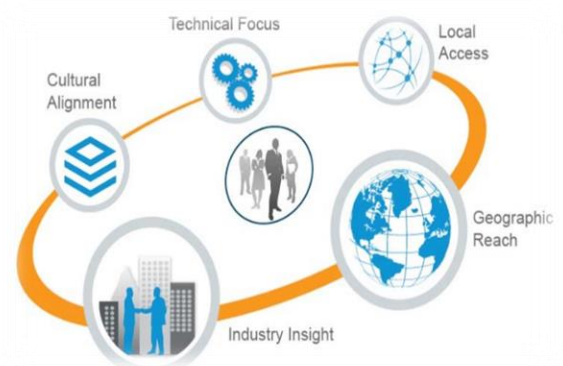 Technical Focus
Local
Access
Cultural
Alignment
Geographic
Reach
Industry Insight